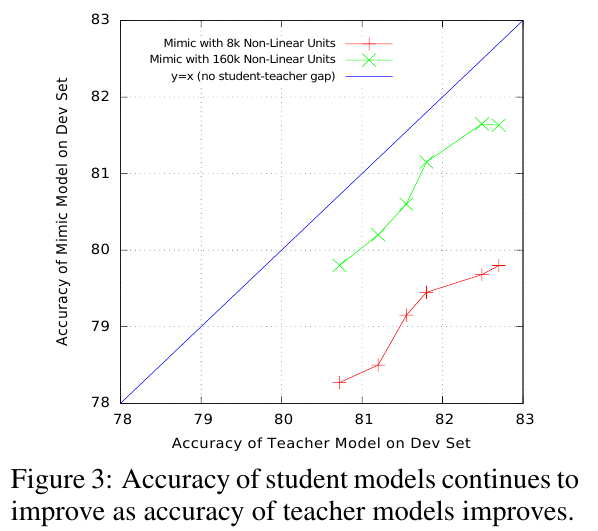 83
82
81
80
79
78
Accuracy of Mimic Model on Dev Set
Mimic with 8k Non-Linear Units
Mimic with 160k Non-Linear Units
y=x (no student-teacher gap)
78 79 80 81 82 83
Accuracy of Teacher Model on Dev Set
Figure 3: Accuracy of student models continues to
improve as accuracy of teacher models improves.